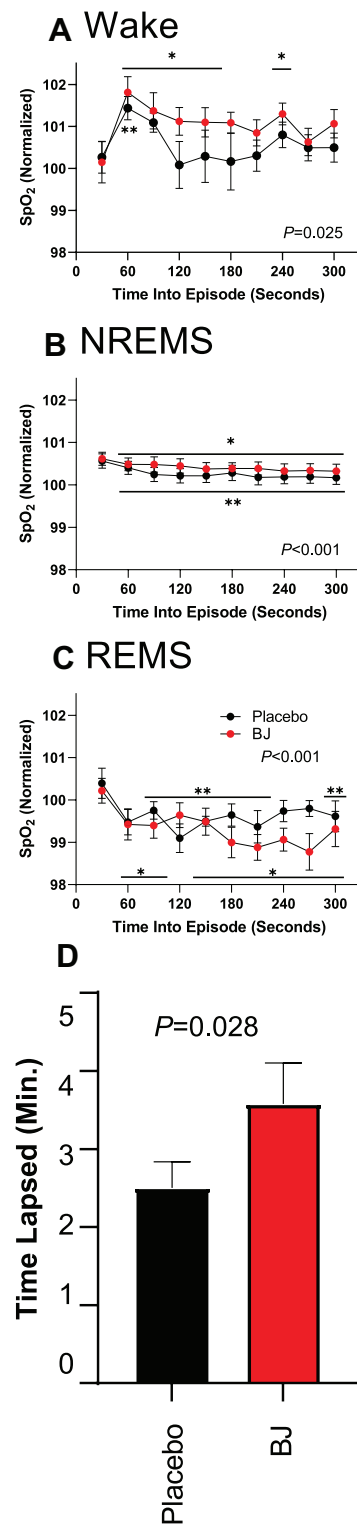 A Wake
* *
102
101
100
99
98
SpO2 (Normalized)
**
P=0.025
0 60 120 180 240 300
Time Into Episode (Seconds)
B NREMS
102
101
100
99
98
SpO2 (Normalized)
*
**
P<0.001
0 60 120 180 240 300
Time Into Episode (Seconds)
C REMS
102
101
100
99
98
SpO2 (Normalized)
Placebo
BJ
P<0.001
** **
* *
0 60 120 180 240 300
Time Into Episode (Seconds)
D
5
4
3
2
1
0
Time Lapsed (Min.)
P=0.028
Placebo
BJ